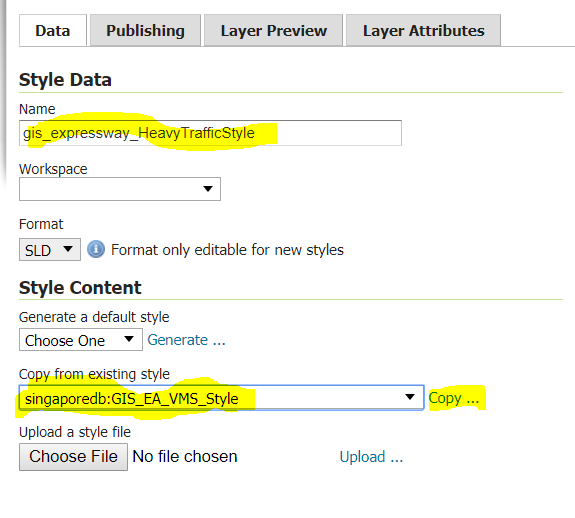 Data Publishing Layer Preview Layer Attributes
Style Data
Name
gis_expressway_HeavyTrafficStyle
Workspace
Format
SLD Format only editable for new styles
Style Content
Generate a default style
Choose One Generate ...
Copy from existing style
singaporedb:GIS_EA_VMS_Style Copy ...
Upload a style file
Choose File No file chosen Upload ...